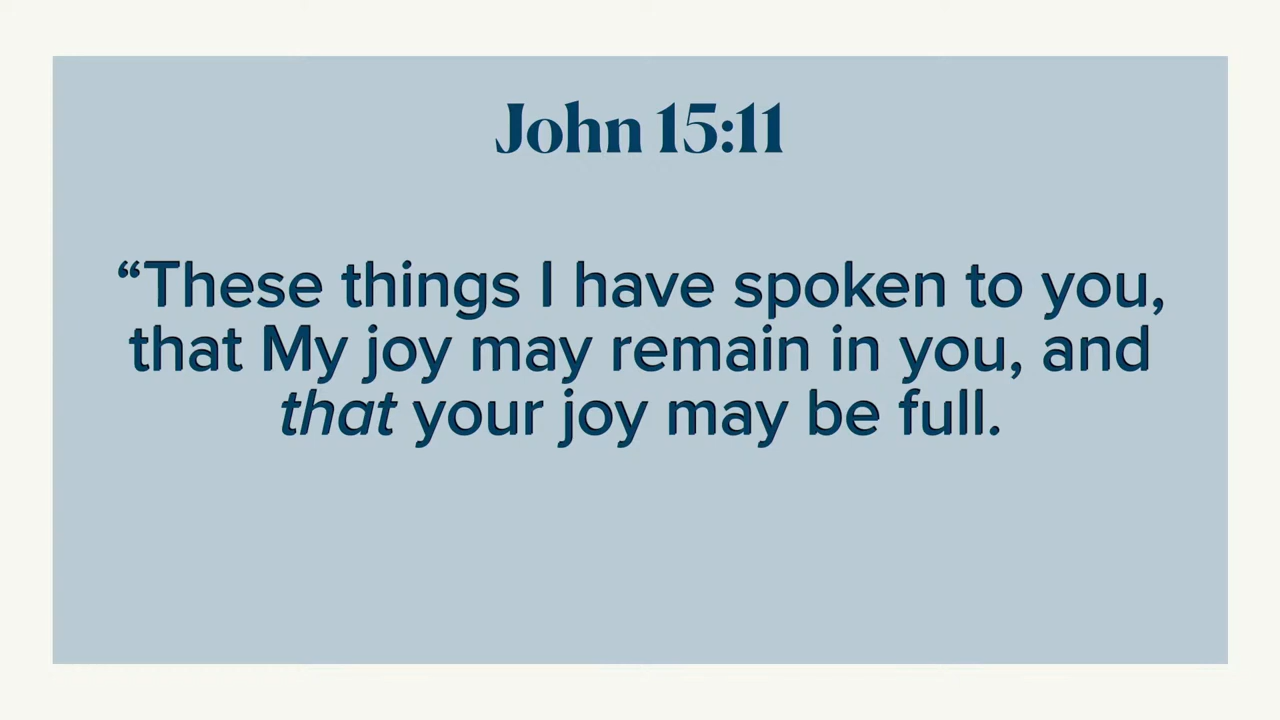 John 15:11
“These things I have spoken to you,
that My joy may remain in you, and
that your joy may be full.